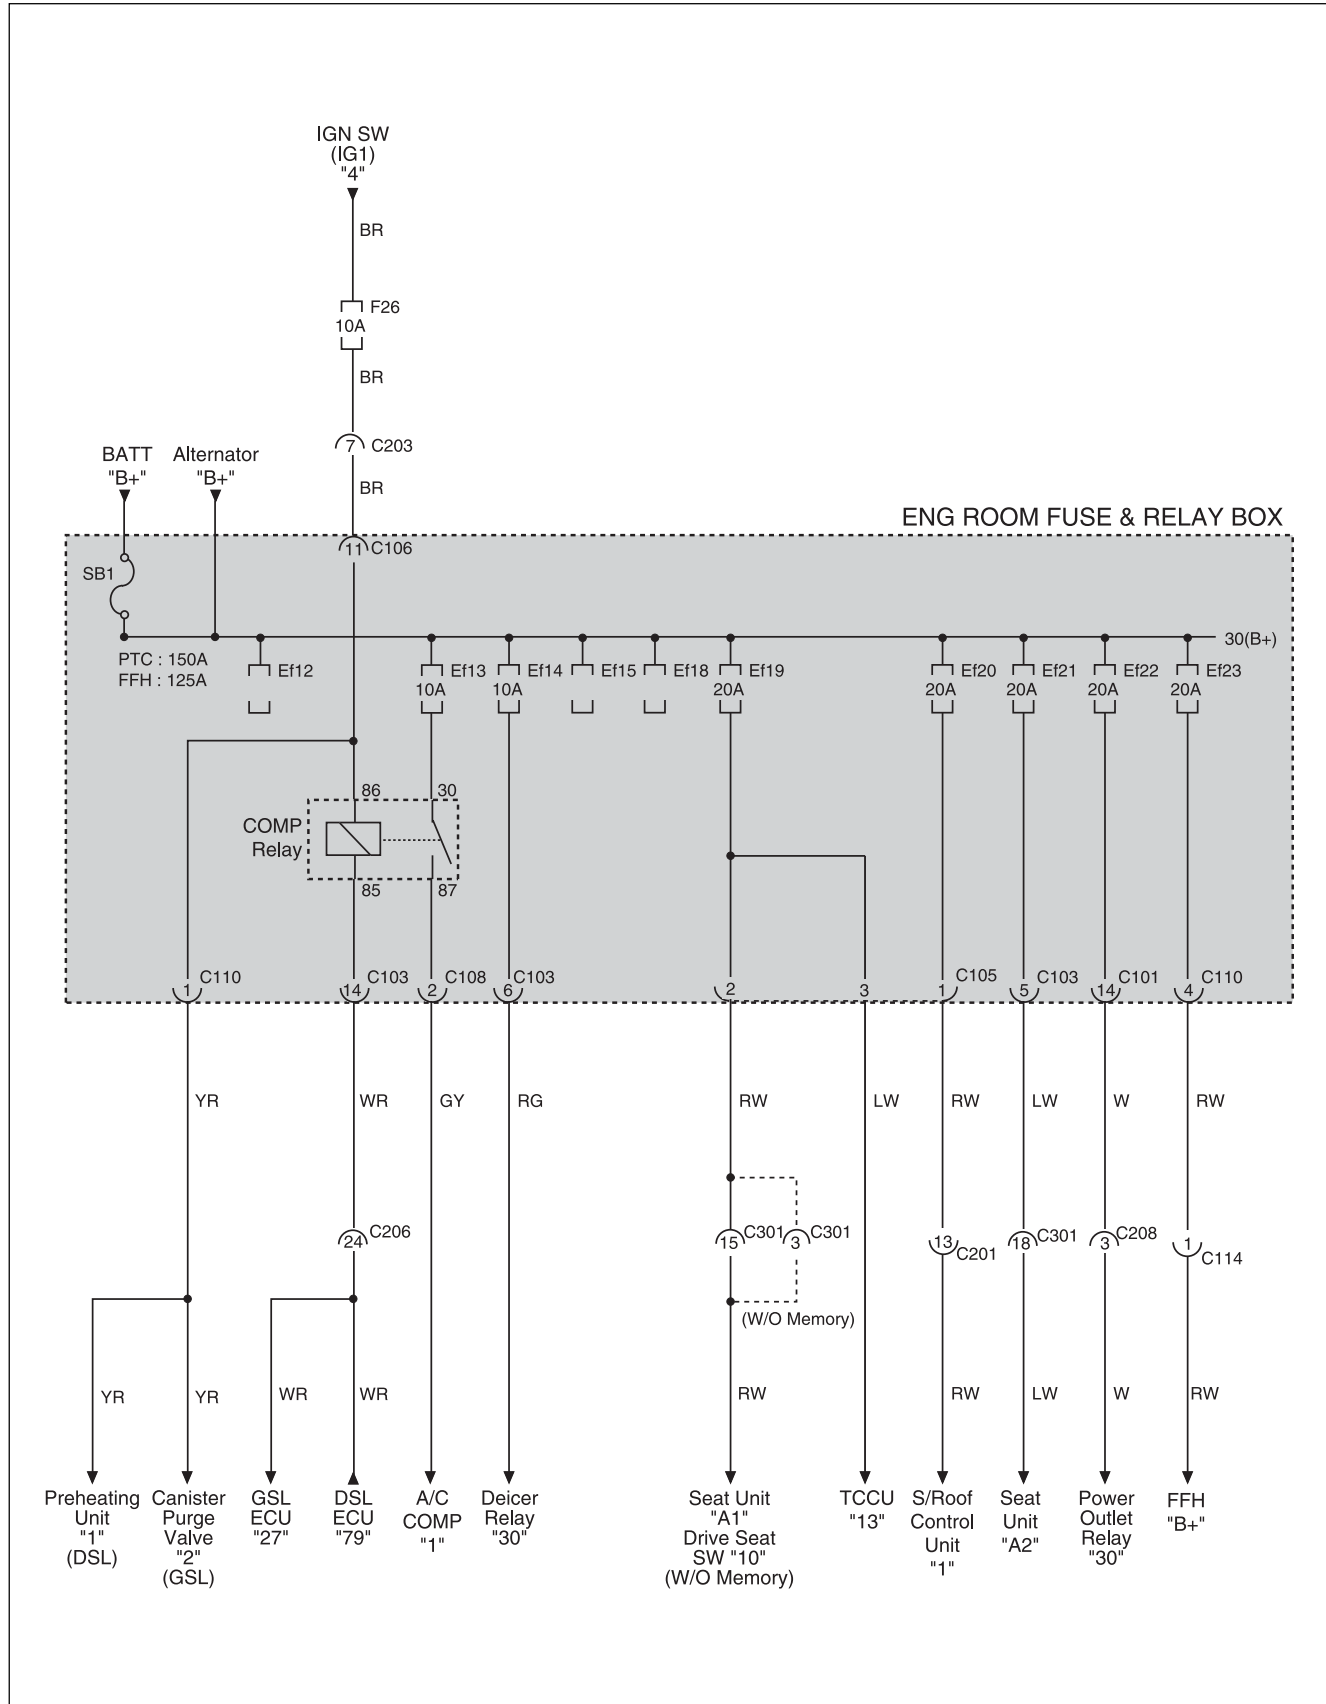 IGN SW
(IG1)
"4"
BR
F26
10A
BR
7 C203
BATT Alternator
"B+" "B+"
BR
ENG ROOM FUSE & RELAY BOX
11 C106
SB1
30(B+)
PTC : 150A
FFH : 125A
Ef12 Ef13 Ef14 Ef15 Ef18 Ef19 Ef20 Ef21 Ef22 Ef23
10A 10A 20A 20A 20A 20A 20A
86 30
COMP
Relay
85 87
C110 C103 C108 C103 C105 C103 C101 C110
1 14 2 6 2 3 1 5 14 4
YR WR GY RG RW LW RW LW W RW
24 C206
15 C301 3 C301 13 C201 18 C301 3 C208 1 C114
(W/O Memory)
YR YR WR WR RW RW LW W RW
Preheating
Unit
"1"
(DSL)
Canister
Purge
Valve
"2"
(GSL)
GSL
ECU
"27"
DSL
ECU
"79"
A/C
COMP
"1"
Deicer
Relay
"30"
Seat Unit
"A1"
Drive Seat
SW "10"
(W/O Memory)
TCCU
"13"
S/Roof
Control
Unit
"1"
Seat
Unit
"A2"
Power
Outlet
Relay
"30"
FFH
"B+"